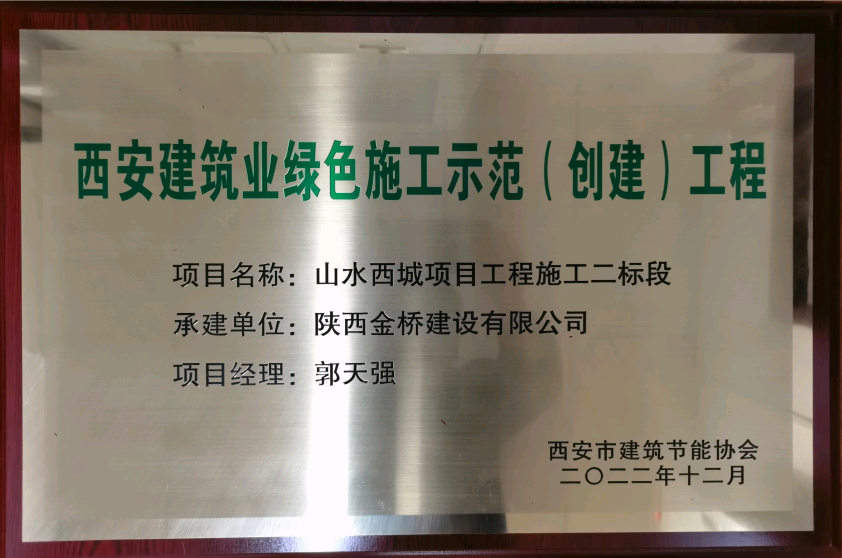 西安建筑业绿色施工示范（创建）工程
项目名称：山水西城项目工程施工二标段
承建单位：陕西金桥建设有限公司
项目经理：郭天强
西安市建筑节能协会
二〇二二年十二月